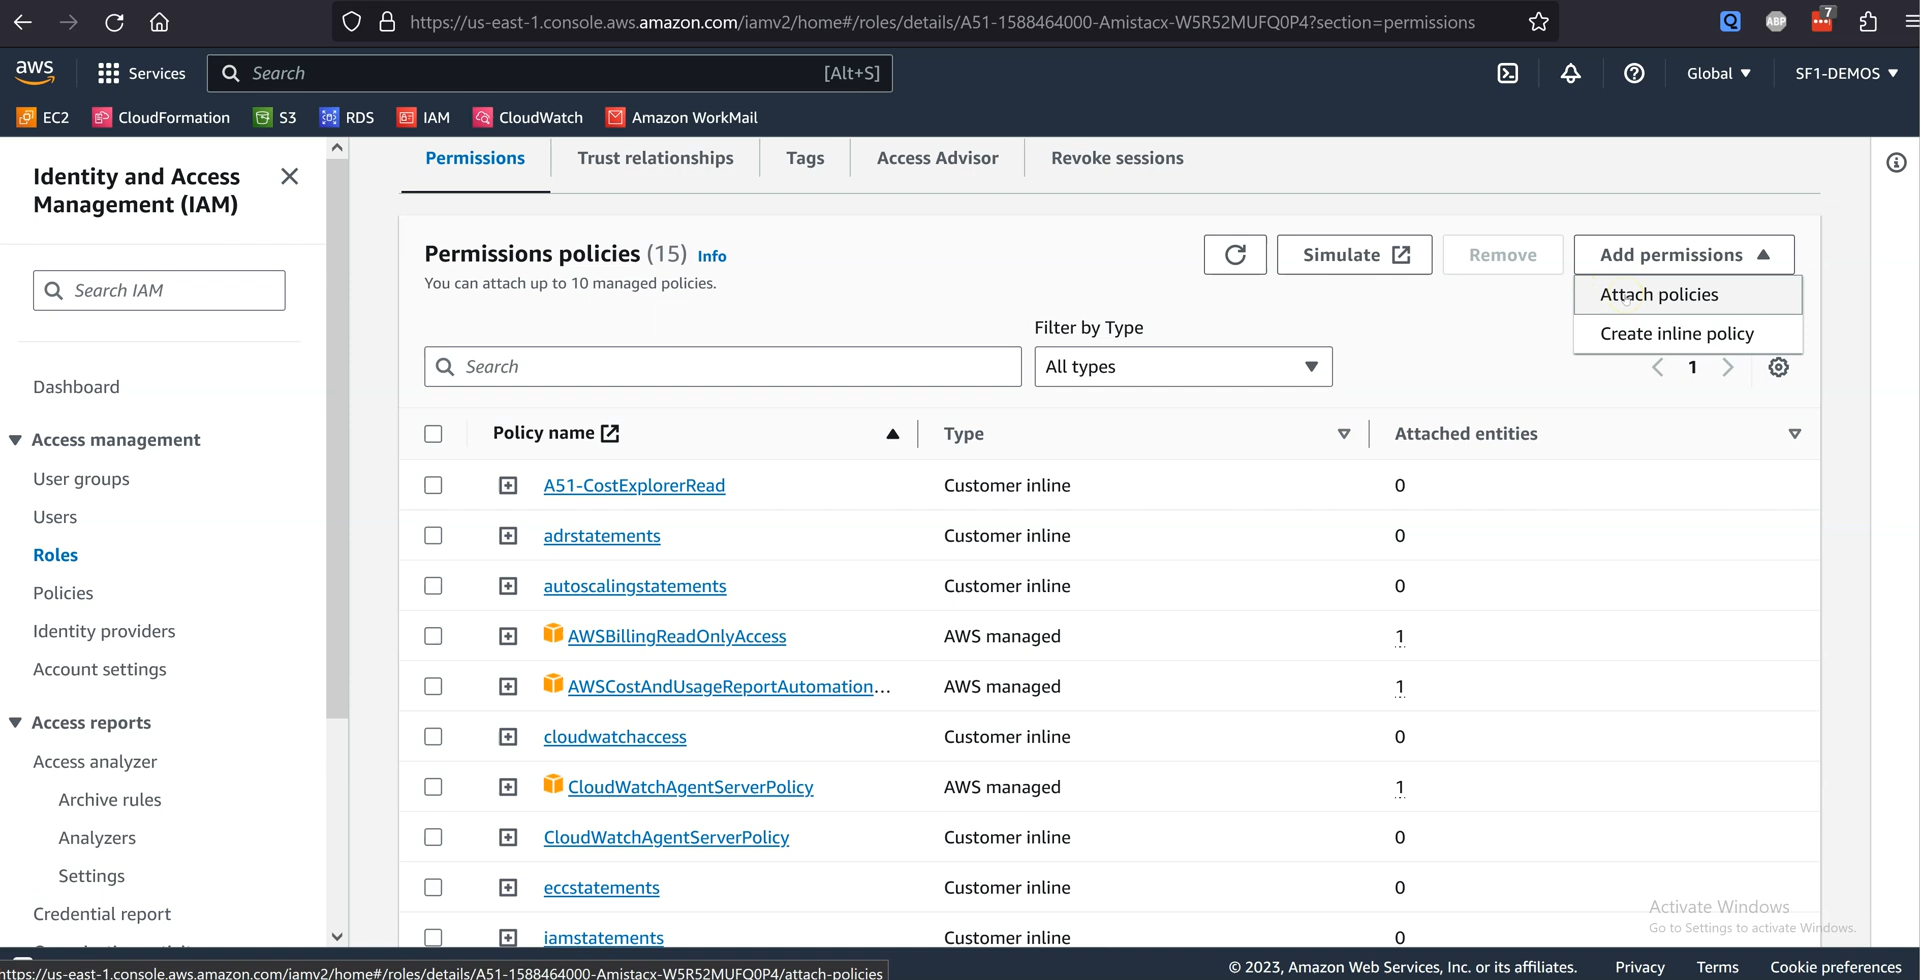 https://us-east-1.console.aws.amazon.com/iamv2/home#/roles/details/A51-1588464000-Amistacx-W5R52MUFQ0P4?section=permissions
ABP
7
aws
Services
Search
[Alt+S]
Global
SF1-DEMOS
EC2
CloudFormation
S3
RDS
IAM
CloudWatch
Amazon WorkMail
Identity and Access
Management (IAM)
Search IAM
Dashboard
Access management
User groups
Users
Roles
Policies
Identity providers
Account settings
Access reports
Access analyzer
Archive rules
Analyzers
Settings
Credential report
Permissions
Trust relationships
Tags
Access Advisor
Revoke sessions
Permissions policies (15) Info
You can attach up to 10 managed policies.
Simulate
Remove
Add permissions
Attach policies
Create inline policy
Filter by Type
Search
All types
1
Policy name
Type
Attached entities
A51-CostExplorerRead Customer inline 0
adrstatements Customer inline 0
autoscalingstatements Customer inline 0
AWSBillingReadOnlyAccess AWS managed 1
AWSCostAndUsageReportAutomation... AWS managed 1
cloudwatchaccess Customer inline 0
CloudWatchAgentServerPolicy AWS managed 1
CloudWatchAgentServerPolicy Customer inline 0
eccstatements Customer inline 0
iamstatements Customer inline 0
Activate Windows
Go to Settings to activate Windows.
https://us-east-1.console.aws.amazon.com/iamv2/home#/roles/details/A51-1588464000-Amistacx-W5R52MUFQ0P4/attach-policies
© 2023, Amazon Web Services, Inc. or its affiliates.
Privacy
Terms
Cookie preferences